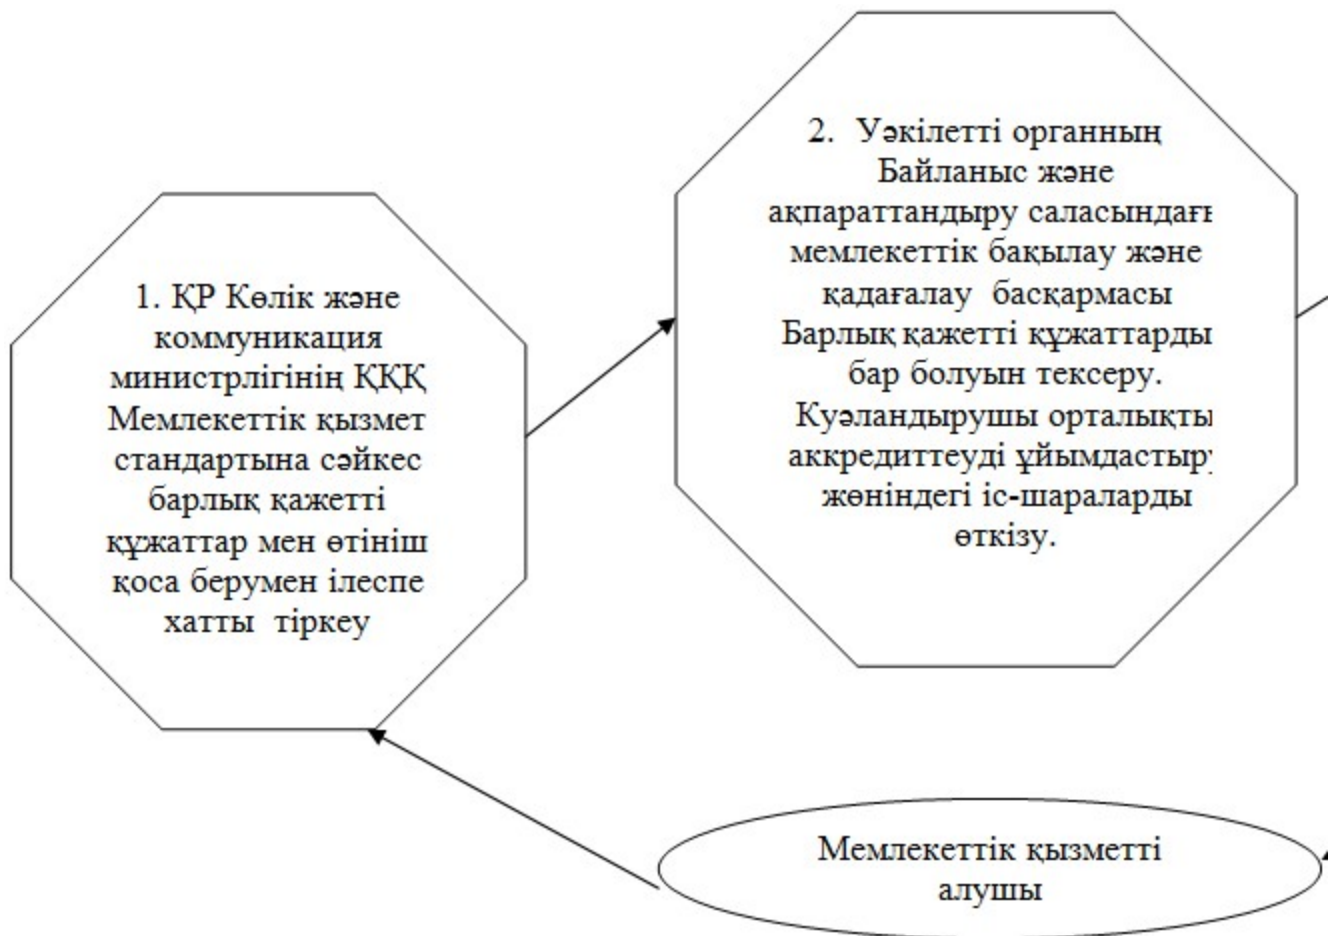 1. ҚР Көлік және
коммуникация
министрлігінің ҚҚҚ
Мемлекеттік қызмет
стандартына сәйкес
барлық қажетті
құжаттар мен өтініш
қоса берумен ілеспе
хатты тіркеу
2. Уәкілетті органның
Байланыс және
ақпараттандыру саласындағы
мемлекеттік бақылау және
қадағалау басқармасы
Барлық қажетті құжаттарды
бар болуын тексеру.
Куәландырушы орталықты
аккредиттеуді ұйымдастыру
жөніндегі іс-шараларды
өткізу.
Мемлекеттік қызметті
алушы